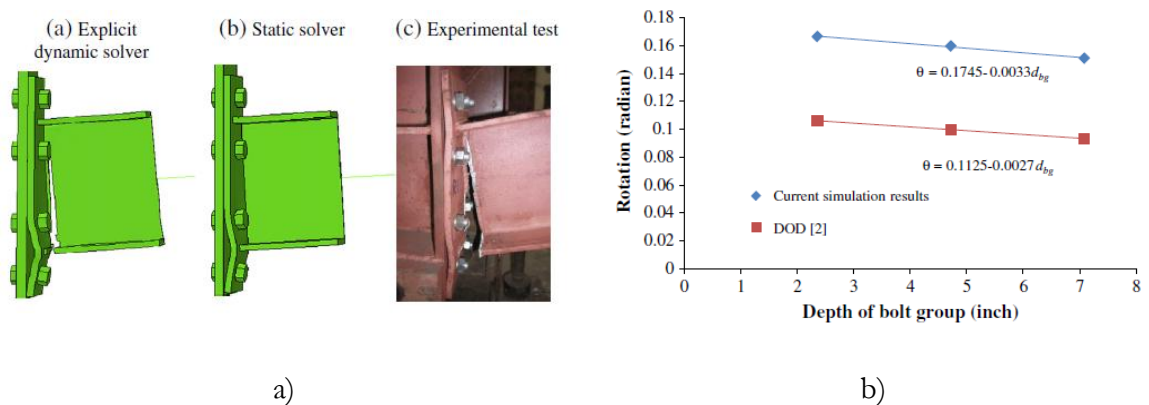 (a) Explicit
dynamic solver
(b) Static solver
(c) Experimental test
b)
0.18
0.16
0.14
0.12
0.1
0.08
0.06
0.04
0.02
0
Rotation (radian)
θ = 0.1745-0.0033d_bg
θ = 0.1125-0.0027d_bg
Current simulation results
DOD [2]
0 1 2 3 4 5 6 7 8
Depth of bolt group (inch)
a)
b)